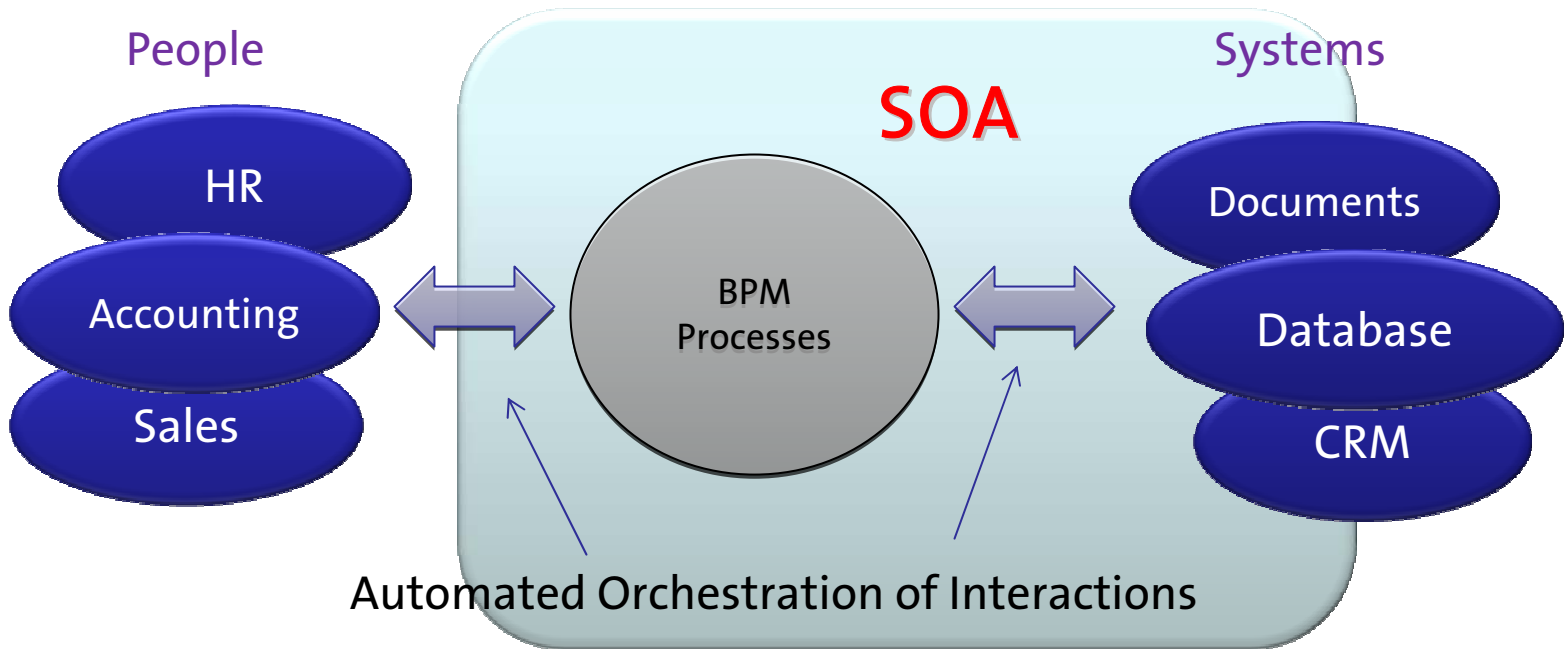 People
Systems
SOA
HR
Accounting
Sales
BPM
Processes
Documents
Database
CRM
Automated Orchestration of Interactions